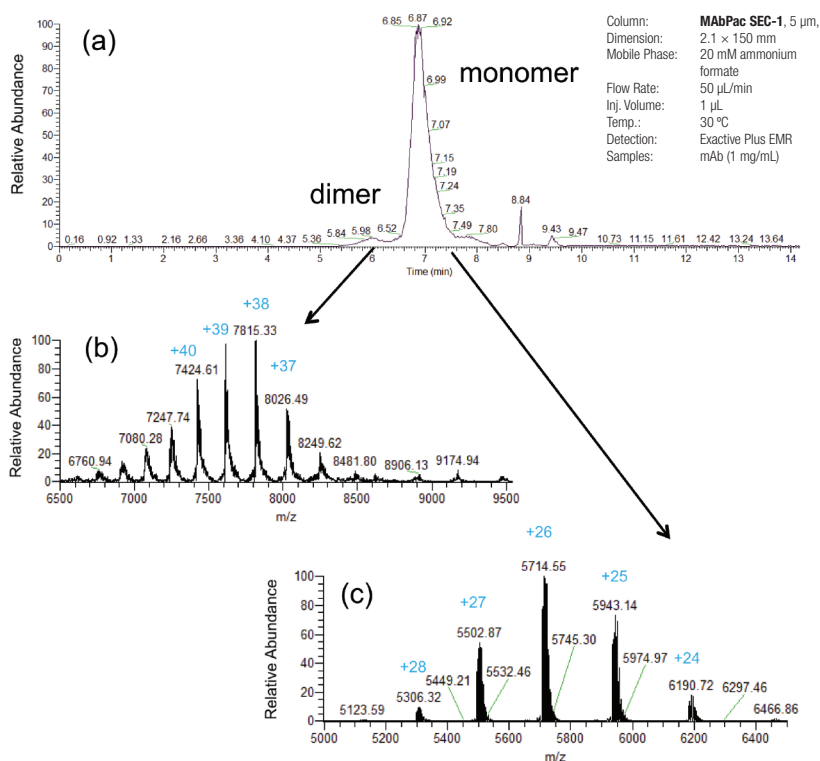 (a)
Relative Abundance
100
90
80
70
60
50
40
30
20
10
0
6.85 6.87 6.92
6.99
7.07
7.15
7.19
7.24
7.35
7.49 7.80
8.84
9.43 9.47
0.16 0.92 1.33 2.16 2.66 3.36 4.10 4.37 5.36 5.84 5.98 6.52
10.73 11.15 11.61 12.42 13.24 13.64
monomer
dimer
0 1 2 3 4 5 6 7 8 9 10 11 12 13 14
Time (min)
Column: MAbPac SEC-1, 5 µm,
Dimension: 2.1 × 150 mm
Mobile Phase: 20 mM ammonium
formate
Flow Rate: 50 µL/min
Inj. Volume: 1 µL
Temp.: 30 ºC
Detection: Exactive Plus EMR
Samples: mAb (1 mg/mL)
(b)
Relative Abundance
100
80
60
40
20
0
+38
+39 7815.33
+40
+37
7424.61
8026.49
7247.74
7080.28
8249.62
6760.94
8481.80 8906.13 9174.94
6500 7000 7500 8000 8500 9000 9500
m/z
(c)
Relative Abundance
100
80
60
40
20
0
+26
5714.55
+25
5943.14
+27
5502.87
+28
5306.32
+24
6190.72
5123.59
5449.21
5532.46
5745.30
5974.97
6297.46
6466.86
5000 5200 5400 5600 5800 6000 6200 6400
m/z